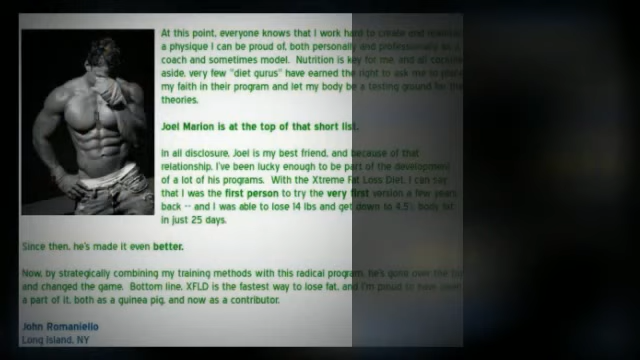 At this point, everyone knows that I work hard to create and maintain
a physique I can be proud of, both personally and professionally as a
coach and sometimes model. Nutrition is key for me, and all cockiness
aside, very few "diet gurus" have earned the right to ask me to place
my faith in their program and let my body be a testing ground for their
theories.
Joel Marion is at the top of that short list.
In all disclosure, Joel is my best friend, and because of that
relationship, I've been lucky enough to be part of the development
of a lot of his programs. With the Xtreme Fat Loss Diet, I can say
that I was the first person to try the very first version a few years
back -- and I was able to lose 14 lbs and get down to 4.5% body fat
in just 25 days.
Since then, he's made it even better.
Now, by strategically combining my training methods with this radical program, he's gone over the
and changed the game. Bottom line, XFLD is the fastest way to lose fat, and I'm proud to have been
a part of it, both as a guinea pig, and now as a contributor.
John Romaniello
Long Island, NY